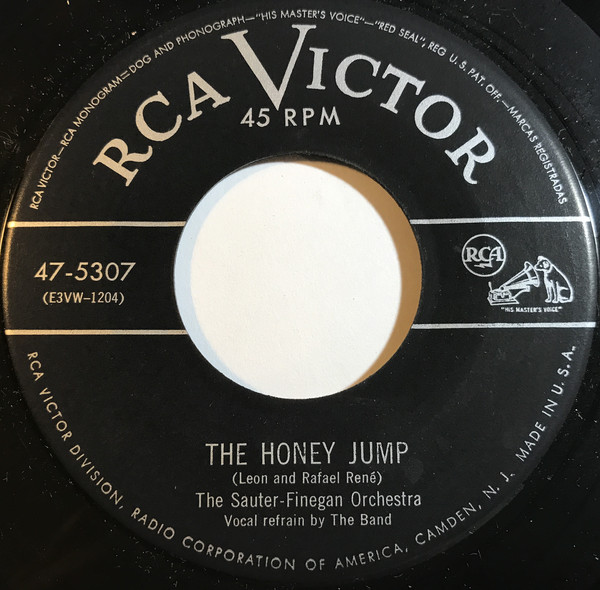 RCA VICTOR—RCA MONOGRAM—DOG AND PHONOGRAPH—"HIS MASTER'S VOICE"—"RED SEAL", REG U. S. PAT. OFF.—MARCAS REGISTRADAS
RCA VICTOR
45 RPM
47-5307
(E3VW-1204)
RCA
"HIS MASTER'S VOICE"
THE HONEY JUMP
(Leon and Rafael René)
The Sauter-Finegan Orchestra
Vocal refrain by The Band
RCA VICTOR DIVISION, RADIO CORPORATION OF AMERICA, CAMDEN, N. J. MADE IN U. S. A.